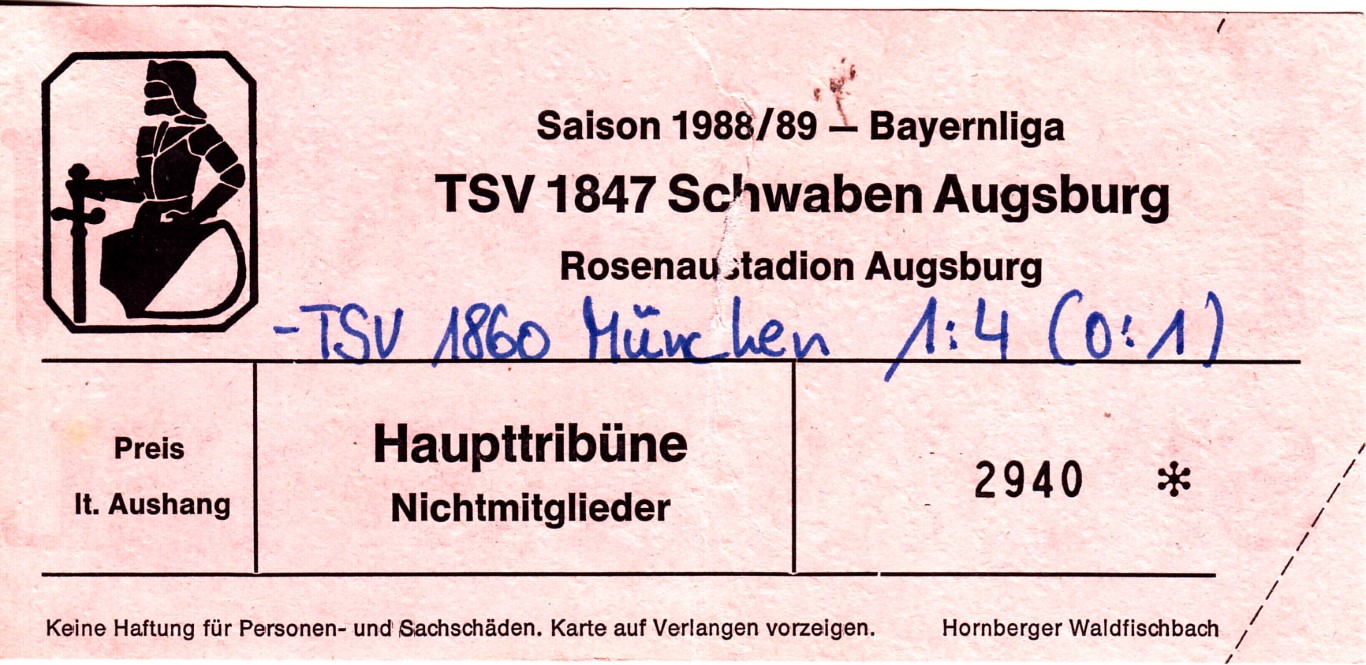 Saison 1988/89 – Bayernliga
TSV 1847 Schwaben Augsburg
Rosenaustadion Augsburg
-TSV 1860 München 1:4 (0:1)
Preis
lt. Aushang
Haupttribüne
Nichtmitglieder
2940 *
Keine Haftung für Personen- und Sachschäden. Karte auf Verlangen vorzeigen. Hornberger Waldfischbach